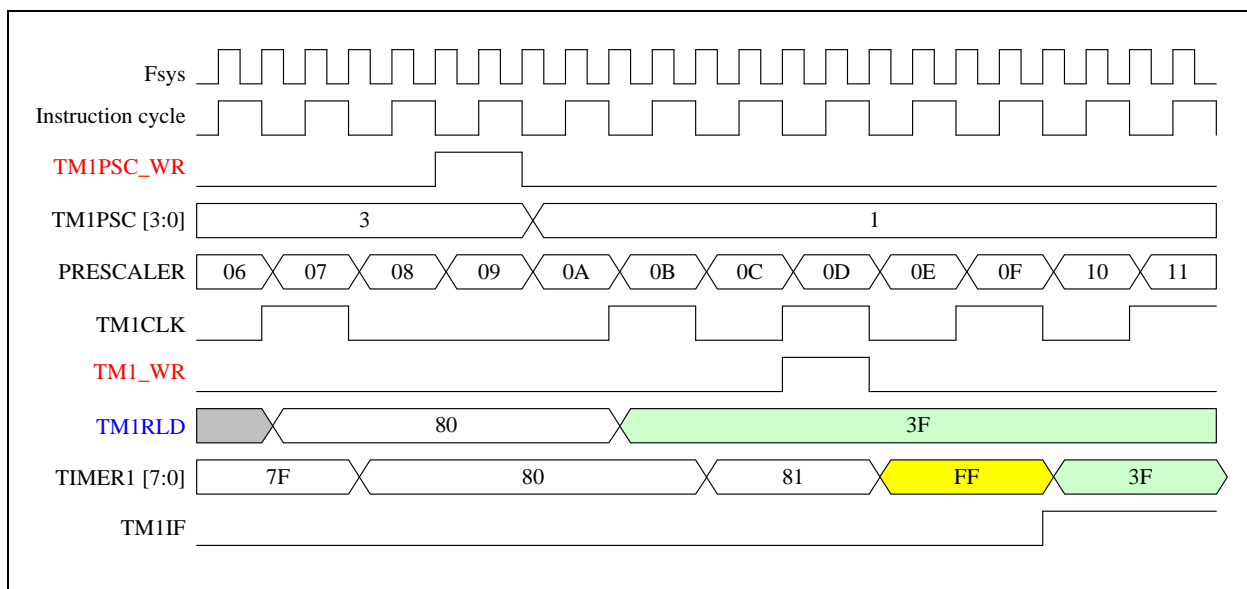 Fsys
Instruction cycle
TM1PSC_WR
TM1PSC [3:0] 3 1
PRESCALER 06 07 08 09 0A 0B 0C 0D 0E 0F 10 11
TM1CLK
TM1_WR
TM1RLD 80 3F
TIMER1 [7:0] 7F 80 81 FF 3F
TM1IF